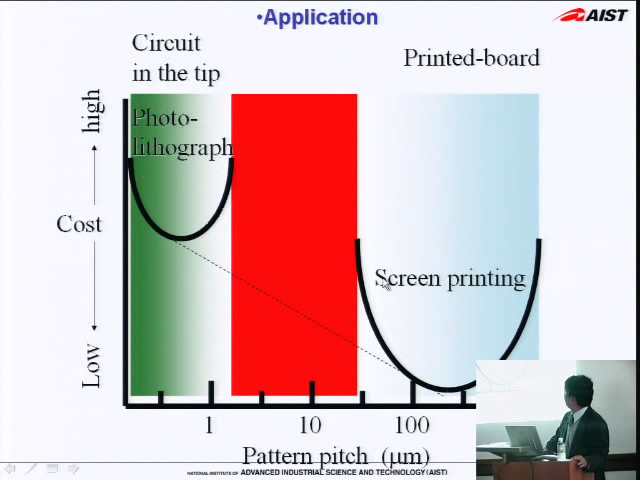 •Application
AIST
Circuit
in the tip
Printed-board
Photo-
lithograph
high
Cost
Low
Screen printing
1
10
100
Pattern pitch (μm)
NATIONAL INSTITUTE OF ADVANCED INDUSTRIAL SCIENCE AND TECHNOLOGY (AIST)